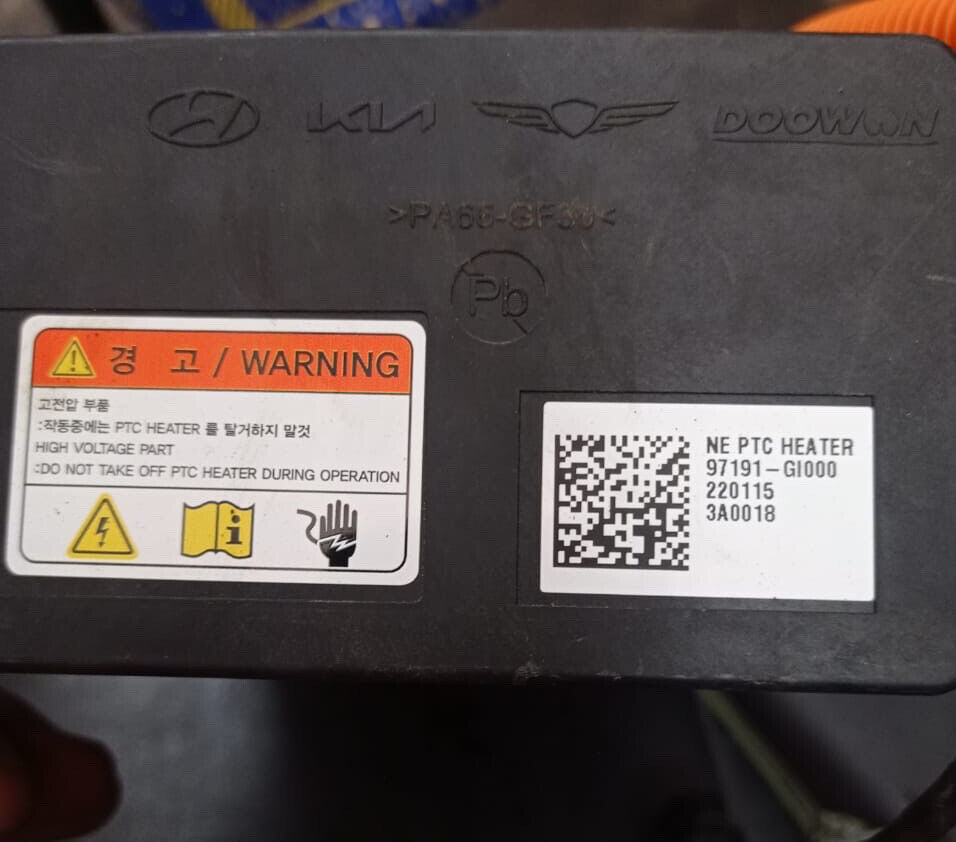 KIA DOOWON
>PA66-GF30<
Pb
경 고 / WARNING
고전압 부품
:작동중에는 PTC HEATER 를 탈거하지 말것
HIGH VOLTAGE PART
:DO NOT TAKE OFF PTC HEATER DURING OPERATION
NE PTC HEATER
97191-GI000
220115
3A0018